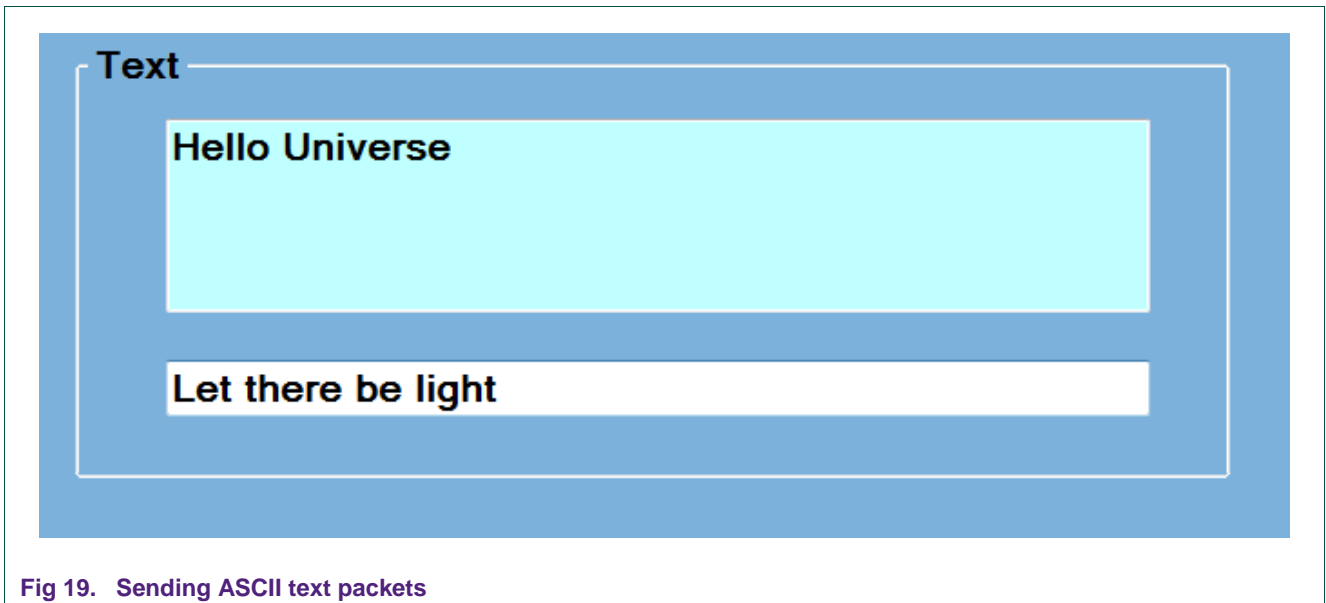 Text
Hello Universe
Let there be light
Fig 19. Sending ASCII text packets